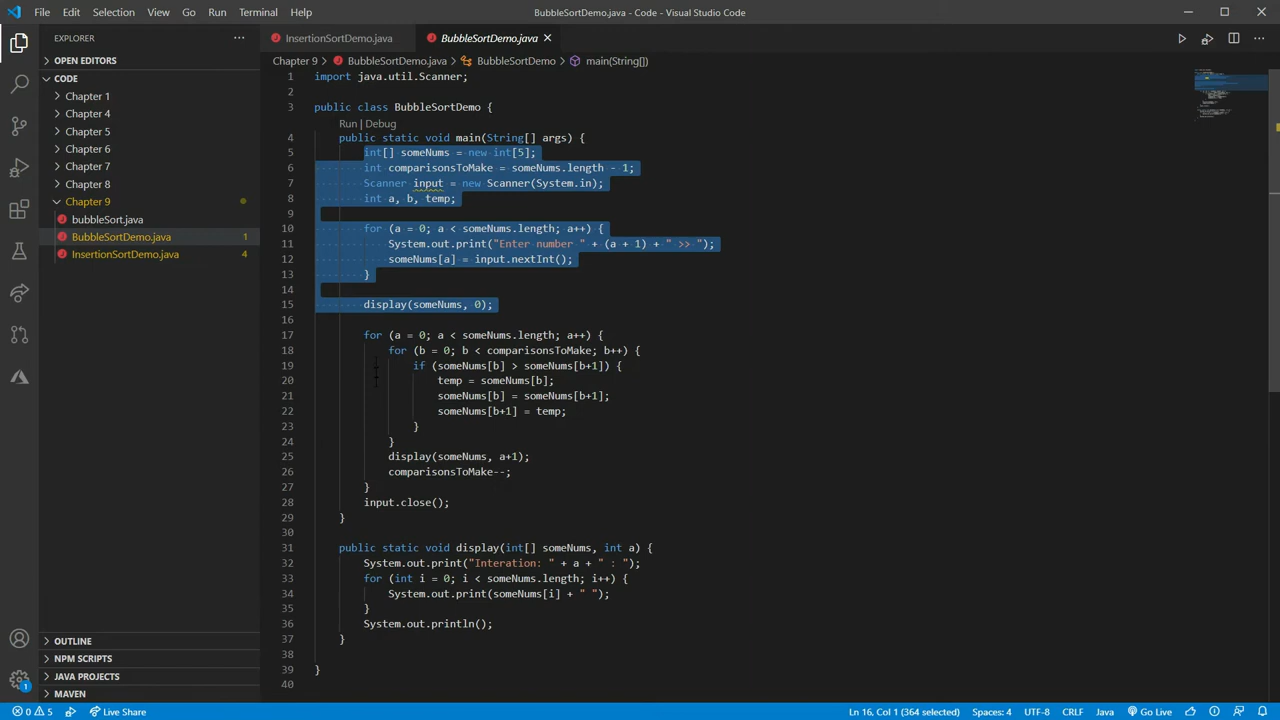 File Edit Selection View Go Run Terminal Help
BubbleSortDemo.java - Code - Visual Studio Code
EXPLORER
OPEN EDITORS
CODE
Chapter 1
Chapter 4
Chapter 5
Chapter 6
Chapter 7
Chapter 8
Chapter 9
bubbleSort.java
BubbleSortDemo.java 1
InsertionSortDemo.java 4
OUTLINE
NPM SCRIPTS
JAVA PROJECTS
MAVEN
InsertionSortDemo.java BubbleSortDemo.java
Chapter 9 > BubbleSortDemo.java > BubbleSortDemo > main(String[])
1 import java.util.Scanner;
2
3 public class BubbleSortDemo {
Run | Debug
4 public static void main(String[] args) {
5 int[] someNums = new int[5];
6 int comparisonsToMake = someNums.length - 1;
7 Scanner input = new Scanner(System.in);
8 int a, b, temp;
9
10 for (a = 0; a < someNums.length; a++) {
11 System.out.print("Enter number " + (a + 1) + " >> ");
12 someNums[a] = input.nextInt();
13 }
14
15 display(someNums, 0);
16
17 for (a = 0; a < someNums.length; a++) {
18 for (b = 0; b < comparisonsToMake; b++) {
19 if (someNums[b] > someNums[b+1]) {
20 temp = someNums[b];
21 someNums[b] = someNums[b+1];
22 someNums[b+1] = temp;
23 }
24 }
25 display(someNums, a+1);
26 comparisonsToMake--;
27 }
28 input.close();
29 }
30
31 public static void display(int[] someNums, int a) {
32 System.out.print("Interation: " + a + " : ");
33 for (int i = 0; i < someNums.length; i++) {
34 System.out.print(someNums[i] + " ");
35 }
36 System.out.println();
37 }
38
39 }
40
1
0 5 Live Share Ln 16, Col 1 (364 selected) Spaces: 4 UTF-8 CRLF Java Go Live